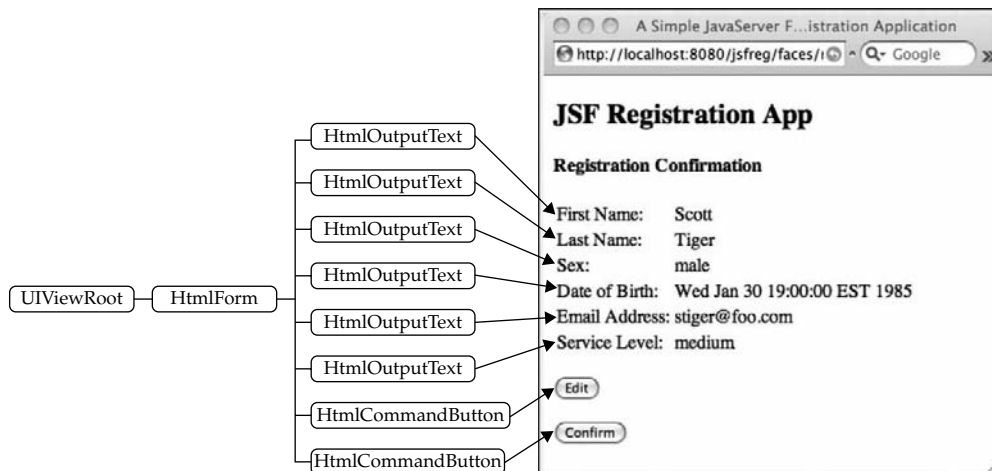 A Simple JavaServer F...istration Application
http://localhost:8080/jsfreg/faces/
Google
JSF Registration App
Registration Confirmation
First Name: Scott
Last Name: Tiger
Sex: male
Date of Birth: Wed Jan 30 19:00:00 EST 1985
Email Address: stiger@foo.com
Service Level: medium
Edit
Confirm
UIViewRoot
HtmlForm
HtmlOutputText
HtmlOutputText
HtmlOutputText
HtmlOutputText
HtmlOutputText
HtmlOutputText
HtmlCommandButton
HtmlCommandButton